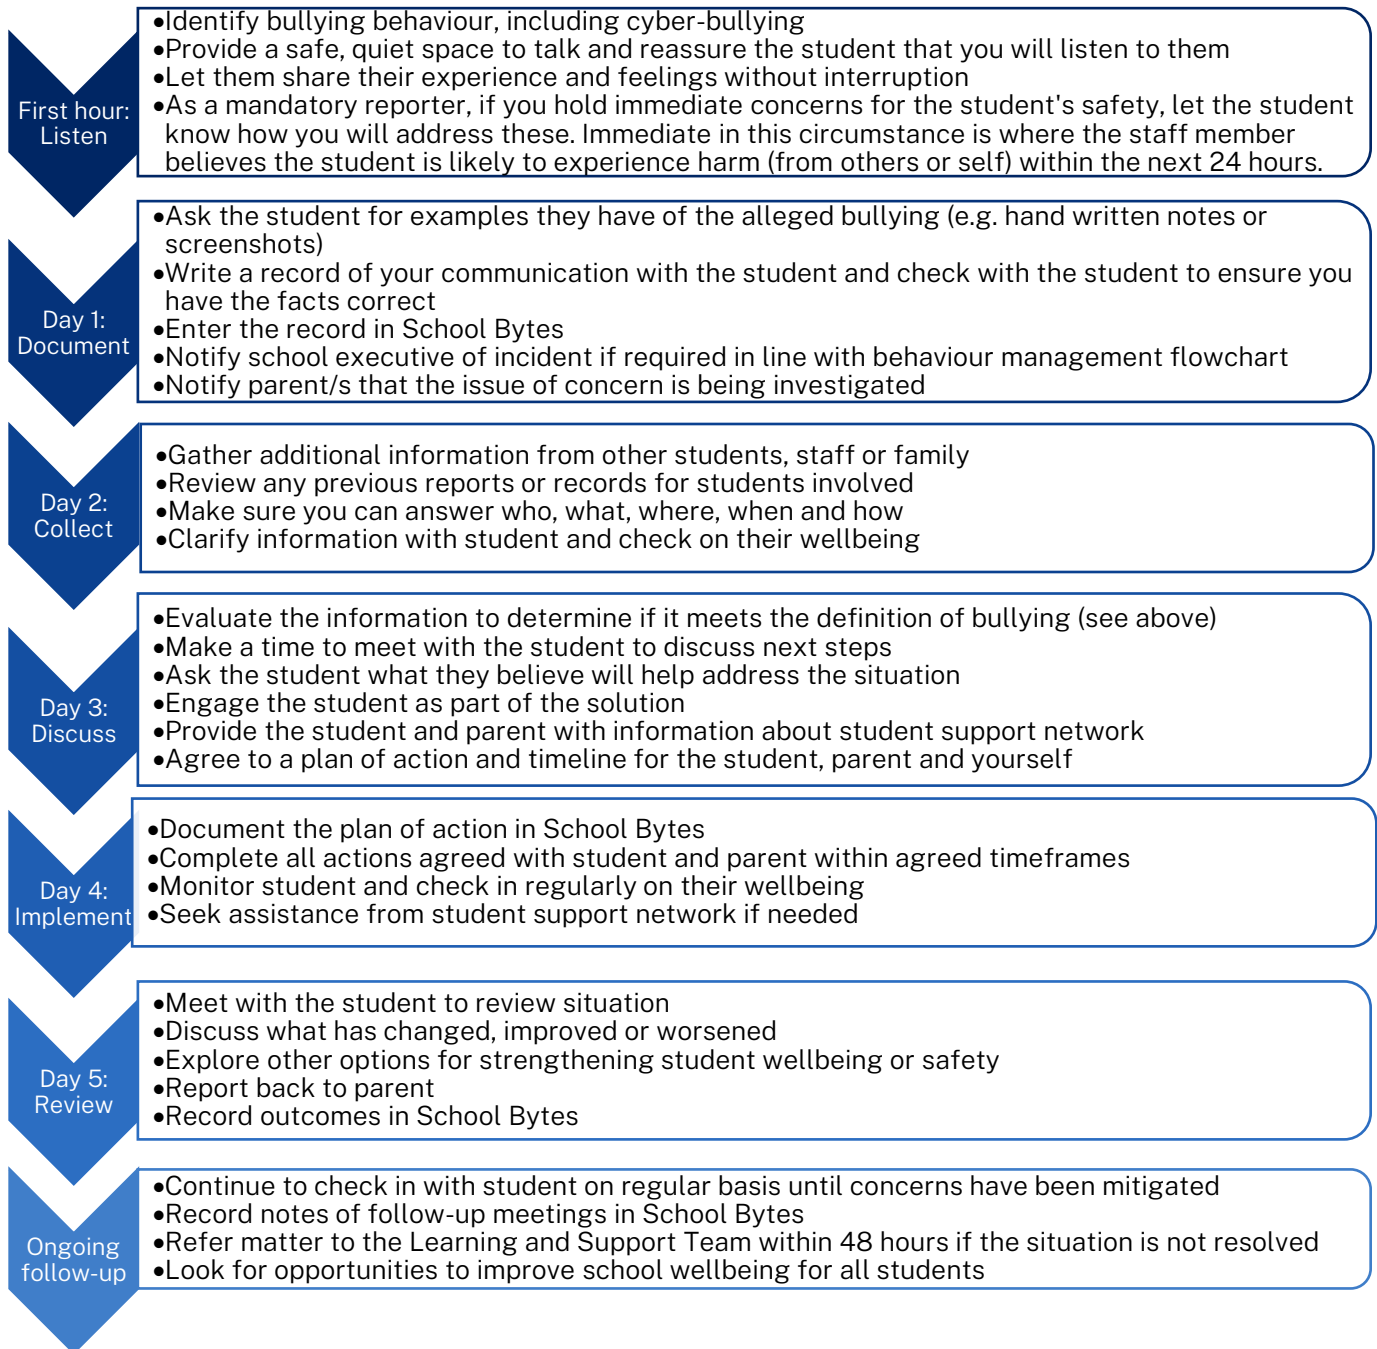 First hour:
Listen
•Identify bullying behaviour, including cyber-bullying
•Provide a safe, quiet space to talk and reassure the student that you will listen to them
•Let them share their experience and feelings without interruption
•As a mandatory reporter, if you hold immediate concerns for the student's safety, let the student
know how you will address these. Immediate in this circumstance is where the staff member
believes the student is likely to experience harm (from others or self) within the next 24 hours.
Day 1:
Document
•Ask the student for examples they have of the alleged bullying (e.g. hand written notes or
screenshots)
•Write a record of your communication with the student and check with the student to ensure you
have the facts correct
•Enter the record in School Bytes
•Notify school executive of incident if required in line with behaviour management flowchart
•Notify parent/s that the issue of concern is being investigated
Day 2:
Collect
•Gather additional information from other students, staff or family
•Review any previous reports or records for students involved
•Make sure you can answer who, what, where, when and how
•Clarify information with student and check on their wellbeing
Day 3:
Discuss
•Evaluate the information to determine if it meets the definition of bullying (see above)
•Make a time to meet with the student to discuss next steps
•Ask the student what they believe will help address the situation
•Engage the student as part of the solution
•Provide the student and parent with information about student support network
•Agree to a plan of action and timeline for the student, parent and yourself
Day 4:
Implement
•Document the plan of action in School Bytes
•Complete all actions agreed with student and parent within agreed timeframes
•Monitor student and check in regularly on their wellbeing
•Seek assistance from student support network if needed
Day 5:
Review
•Meet with the student to review situation
•Discuss what has changed, improved or worsened
•Explore other options for strengthening student wellbeing or safety
•Report back to parent
•Record outcomes in School Bytes
Ongoing
follow-up
•Continue to check in with student on regular basis until concerns have been mitigated
•Record notes of follow-up meetings in School Bytes
•Refer matter to the Learning and Support Team within 48 hours if the situation is not resolved
•Look for opportunities to improve school wellbeing for all students